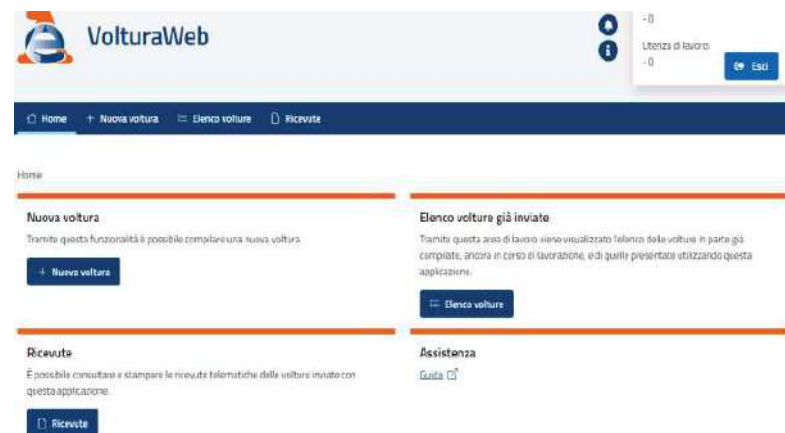 VolturaWeb
- ()
Utenza di lavoro:
- ()
Esci
Home
Nuova voltura
Elenco volture
Ricevute
Home
Nuova voltura
Tramite questa funzionalità è possibile compilare una nuova voltura
Nuova voltura
Elenco volture già inviate
Tramite questa area di lavoro viene visualizzato l'elenco delle volture in parte già
compilate, ancora in corso di lavorazione, e di quelle presentate utilizzando questa
applicazione.
Elenco volture
Ricevute
È possibile consultare e stampare le ricevute telematiche delle volture inviate con
questa applicazione.
Ricevute
Assistenza
Guida